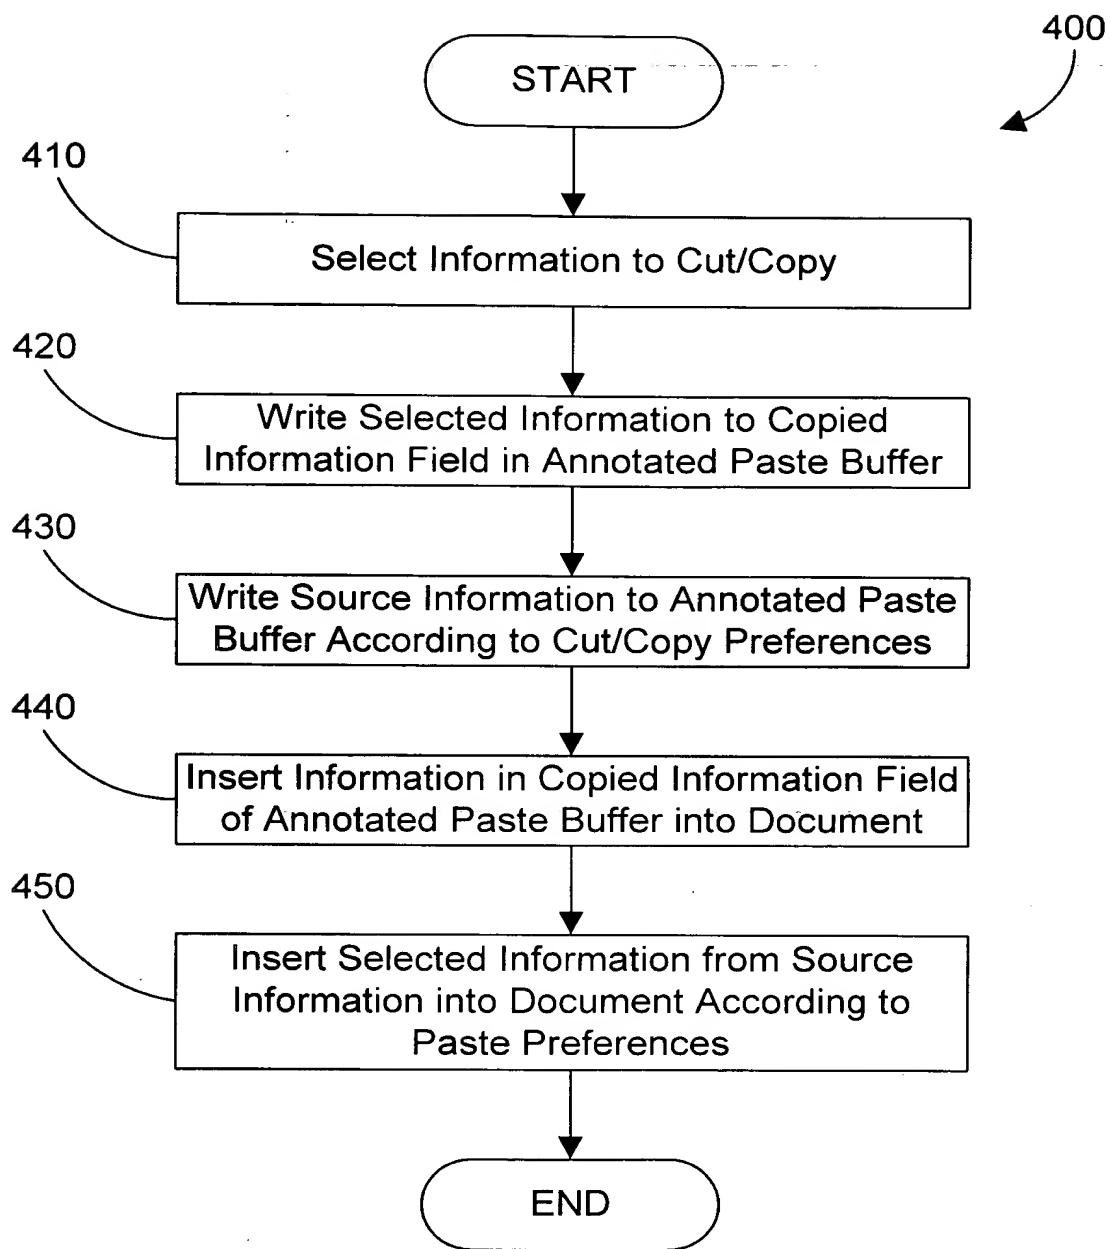 400
START
410
Select Information to Cut/Copy
420
Write Selected Information to Copied
Information Field in Annotated Paste Buffer
430
Write Source Information to Annotated Paste
Buffer According to Cut/Copy Preferences
440
Insert Information in Copied Information Field
of Annotated Paste Buffer into Document
450
Insert Selected Information from Source
Information into Document According to
Paste Preferences
END